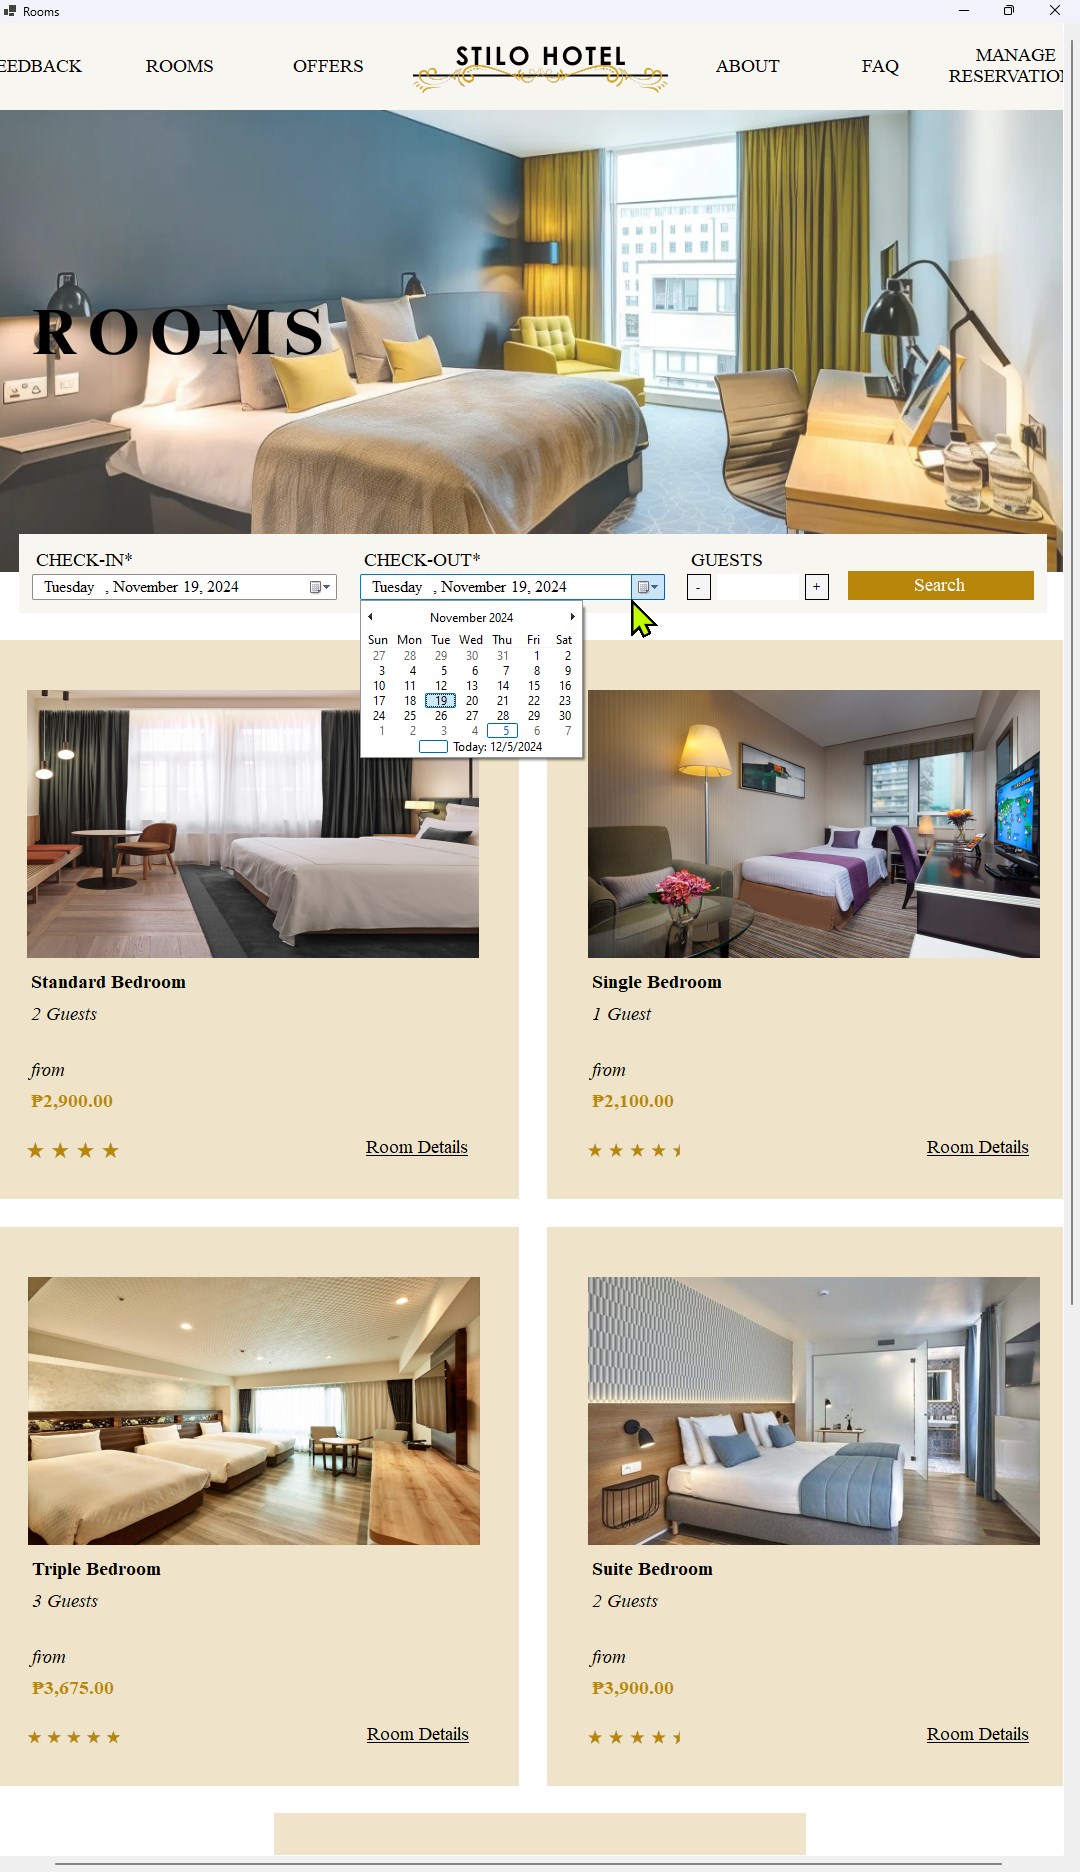 Rooms
EEDBACK
ROOMS
OFFERS
STILO HOTEL
ABOUT
FAQ
MANAGE
RESERVATIO
ROOMS
CHECK-IN*
CHECK-OUT*
GUESTS
Tuesday , November 19, 2024
Tuesday , November 19, 2024
-
+
Search
November 2024
Sun Mon Tue Wed Thu Fri Sat
27 28 29 30 31 1 2
3 4 5 6 7 8 9
10 11 12 13 14 15 16
17 18 19 20 21 22 23
24 25 26 27 28 29 30
1 2 3 4 5 6 7
Today: 12/5/2024
Standard Bedroom
2 Guests
from
₱2,900.00
Room Details
Single Bedroom
1 Guest
from
₱2,100.00
Room Details
Triple Bedroom
3 Guests
from
₱3,675.00
Room Details
Suite Bedroom
2 Guests
from
₱3,900.00
Room Details